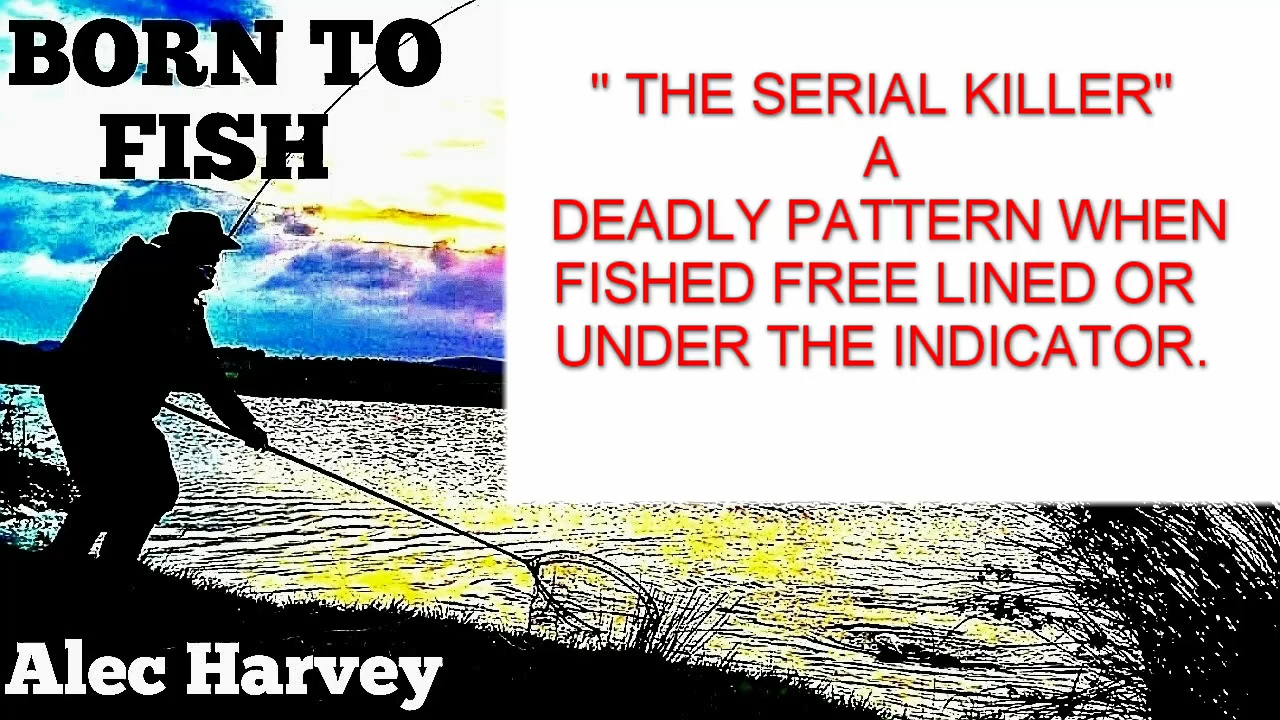 BORN TO
FISH
" THE SERIAL KILLER"
A
DEADLY PATTERN WHEN
FISHED FREE LINED OR
UNDER THE INDICATOR.
Alec Harvey